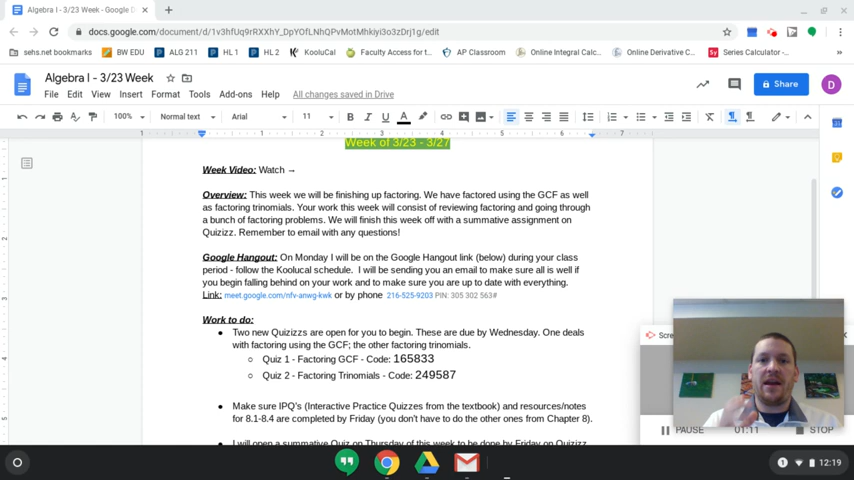 Algebra I - 3/23 Week - Google D
docs.google.com/document/d/1v3hfUq9rRXXhY_DpYOfLNhQPvMotMhkiyi3o3zDrj1g/edit
sehs.net bookmarks BW EDU ALG 211 HL 1 HL 2 KooluCal Faculty Access for t... AP Classroom Online Integral Calc... Online Derivative C... Series Calculator -... »
Algebra I - 3/23 Week
File Edit View Insert Format Tools Add-ons Help All changes saved in Drive
Share
D
100% Normal text Arial 11
1 1 2 3 4 5 6 7
Week of 3/23 - 3/27
Week Video: Watch →
Overview: This week we will be finishing up factoring. We have factored using the GCF as well
as factoring trinomials. Your work this week will consist of reviewing factoring and going through
a bunch of factoring problems. We will finish this week off with a summative assignment on
Quizizz. Remember to email with any questions!
Google Hangout: On Monday I will be on the Google Hangout link (below) during your class
period - follow the Koolucal schedule. I will be sending you an email to make sure all is well if
you begin falling behind on your work and to make sure you are up to date with everything.
Link: meet.google.com/nfv-anwg-kwk or by phone 216-525-9203 PIN: 305 302 563#
Work to do:
● Two new Quizizzs are open for you to begin. These are due by Wednesday. One deals
with factoring using the GCF; the other factoring trinomials.
○ Quiz 1 - Factoring GCF - Code: 165833
○ Quiz 2 - Factoring Trinomials - Code: 249587
● Make sure IPQ's (Interactive Practice Quizzes from the textbook) and resources/notes
for 8.1-8.4 are completed by Friday (you don't have to do the other ones from Chapter 8).
● I will open a summative Quiz on Thursday of this week to be done by Friday on Quizizz.
PAUSE 01:11 STOP
1 12:19